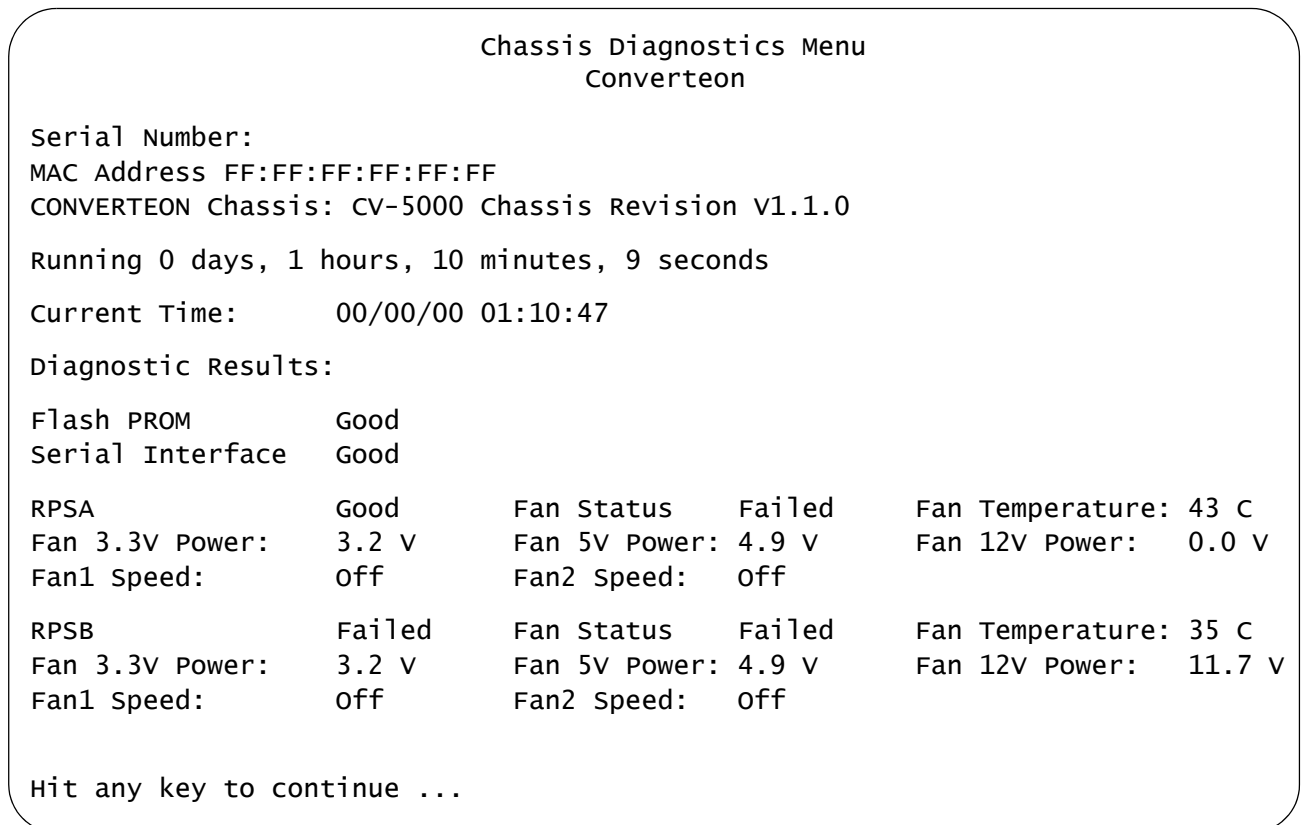 Chassis Diagnostics Menu
Converteon
Serial Number:
MAC Address FF:FF:FF:FF:FF:FF
CONVERTEON Chassis: CV-5000 Chassis Revision V1.1.0
Running 0 days, 1 hours, 10 minutes, 9 seconds
Current Time: 00/00/00 01:10:47
Diagnostic Results:
Flash PROM Good
Serial Interface Good
RPSA Good Fan Status Failed Fan Temperature: 43 C
Fan 3.3V Power: 3.2 V Fan 5V Power: 4.9 V Fan 12V Power: 0.0 V
Fan1 Speed: Off Fan2 Speed: Off
RPSB Failed Fan Status Failed Fan Temperature: 35 C
Fan 3.3V Power: 3.2 V Fan 5V Power: 4.9 V Fan 12V Power: 11.7 V
Fan1 Speed: Off Fan2 Speed: Off
Hit any key to continue ...